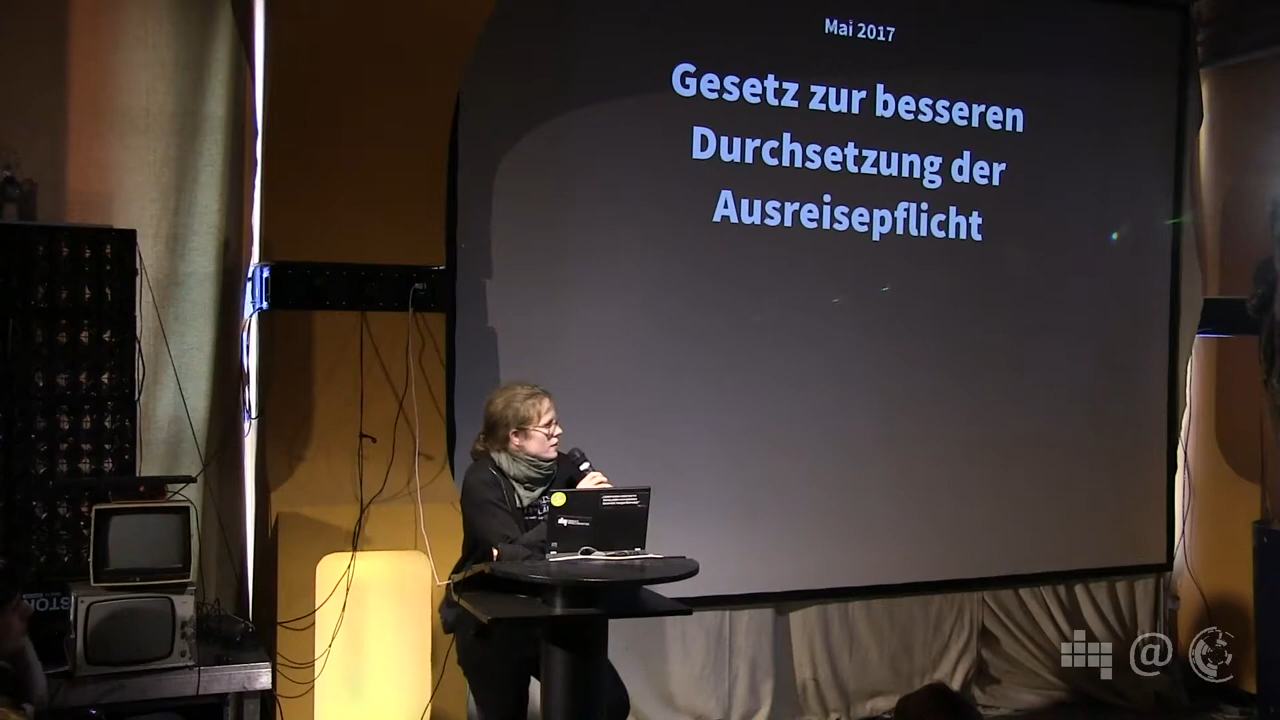 Mai 2017
Gesetz zur besseren
Durchsetzung der
Ausreisepflicht
@